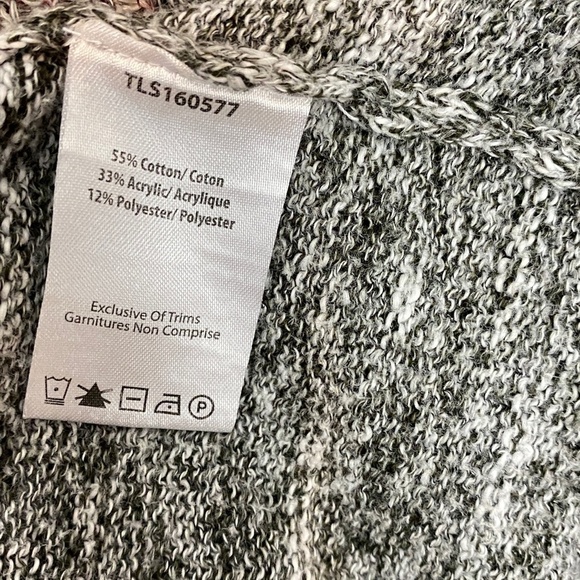 TLS160577
55% Cotton/ Coton
33% Acrylic/ Acrylique
12% Polyester/ Polyester
Exclusive Of Trims
Garnitures Non Comprise
P